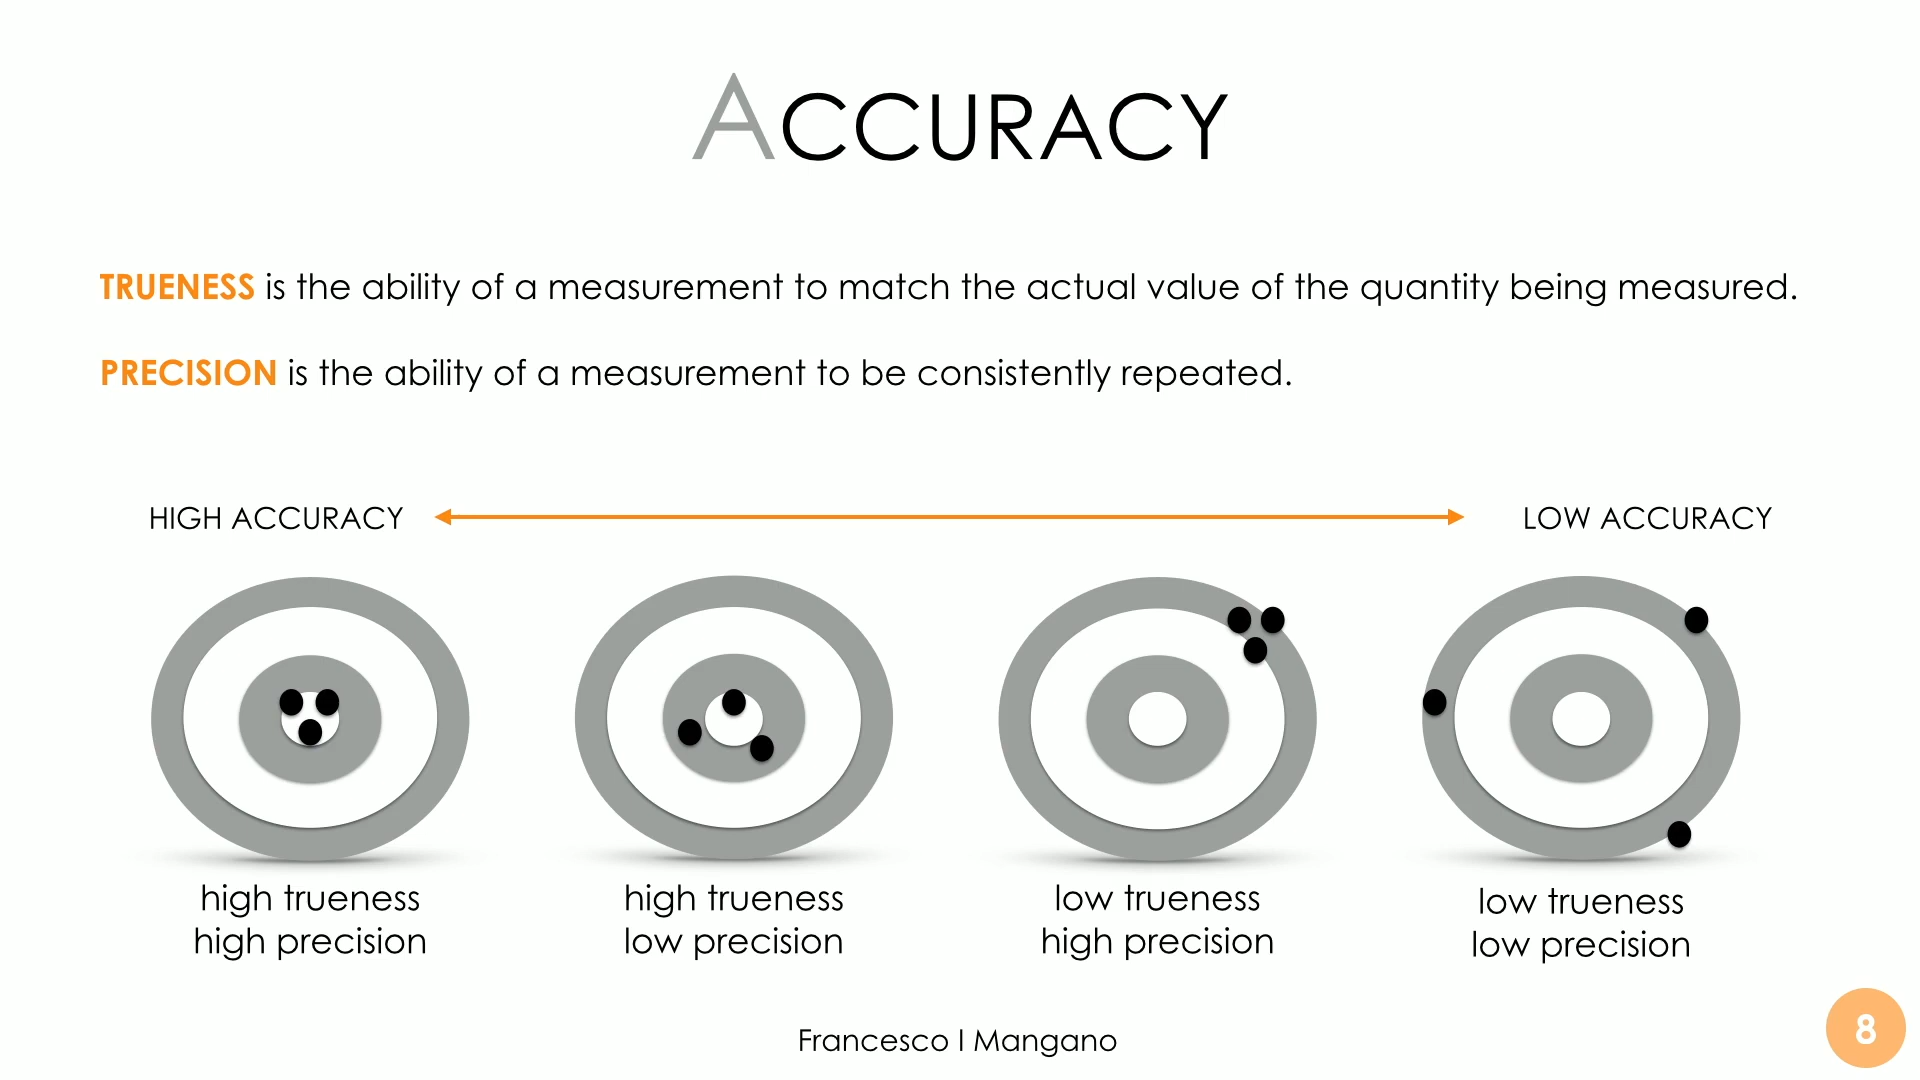 ACCURACY
TRUENESS is the ability of a measurement to match the actual value of the quantity being measured.
PRECISION is the ability of a measurement to be consistently repeated.
HIGH ACCURACY
LOW ACCURACY
high trueness
high precision
high trueness
low precision
low trueness
high precision
low trueness
low precision
Francesco I Mangano
8